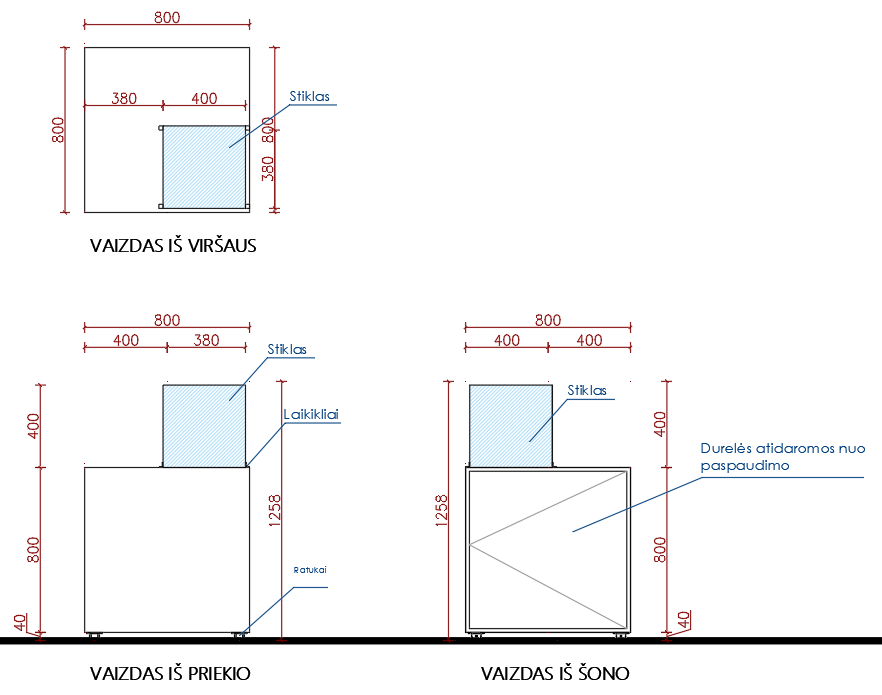 800
380
400
Stiklas
800
800
380
VAIZDAS IŠ VIRŠAUS
800
400
380
Stiklas
Laikikliai
400
800
40
1258
Ratukai
VAIZDAS IŠ PRIEKIO
800
400
400
Stiklas
Durelės atidaromos nuo
paspaudimo
1258
400
800
40
VAIZDAS IŠ ŠONO